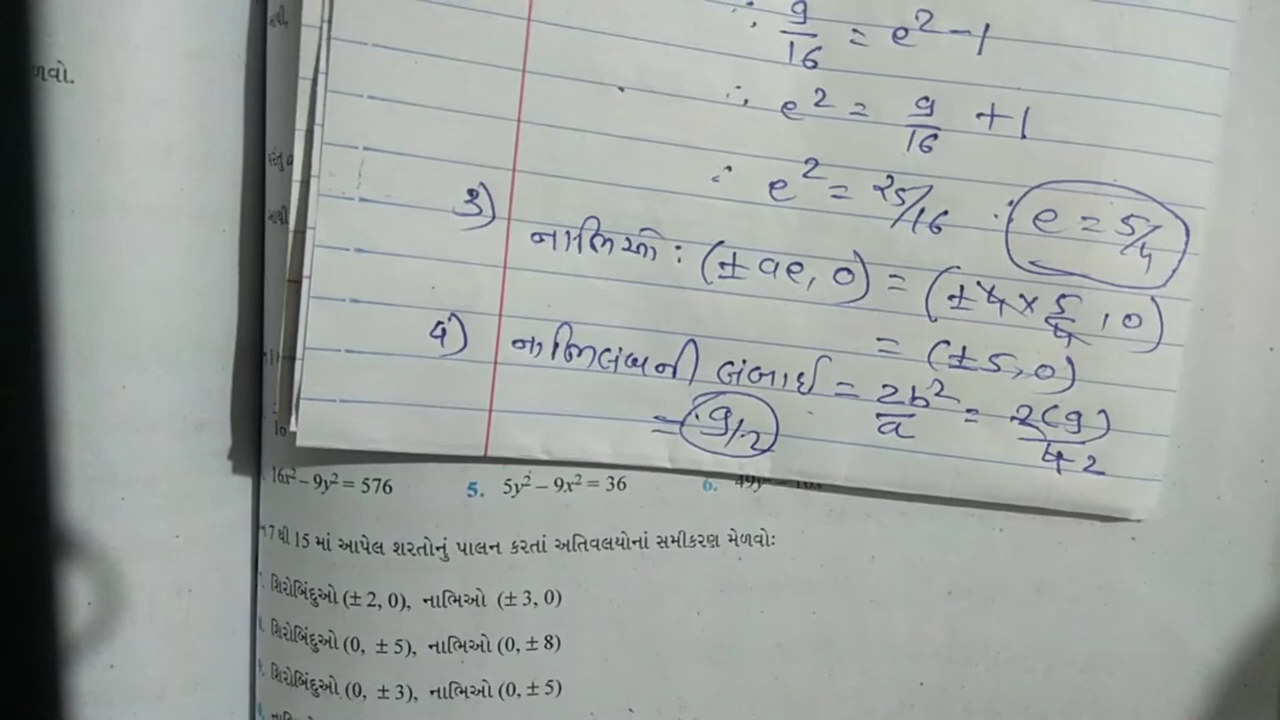 ળવો.
∴ 9/16 = e² - 1
∴ e² = 9/16 + 1
∴ e² = 25/16 ∴ e = 5/4
3) નાભિઓ : (± ae, 0) = (± 4 × 5/4, 0)
= (± 5, 0)
4) નાભિલંબની લંબાઈ = 2b²/a = 2(9)/4 2
= 9/2
16x² – 9y² = 576 5. 5y² – 9x² = 36 6.
7 થી 15 માં આપેલ શરતોનું પાલન કરતાં અતિવલયોનાં સમીકરણ મેળવોઃ
શિરોબિંદુઓ (± 2, 0), નાભિઓ (± 3, 0)
શિરોબિંદુઓ (0, ± 5), નાભિઓ (0, ± 8)
શિરોબિંદુઓ (0, ± 3), નાભિઓ (0, ± 5)